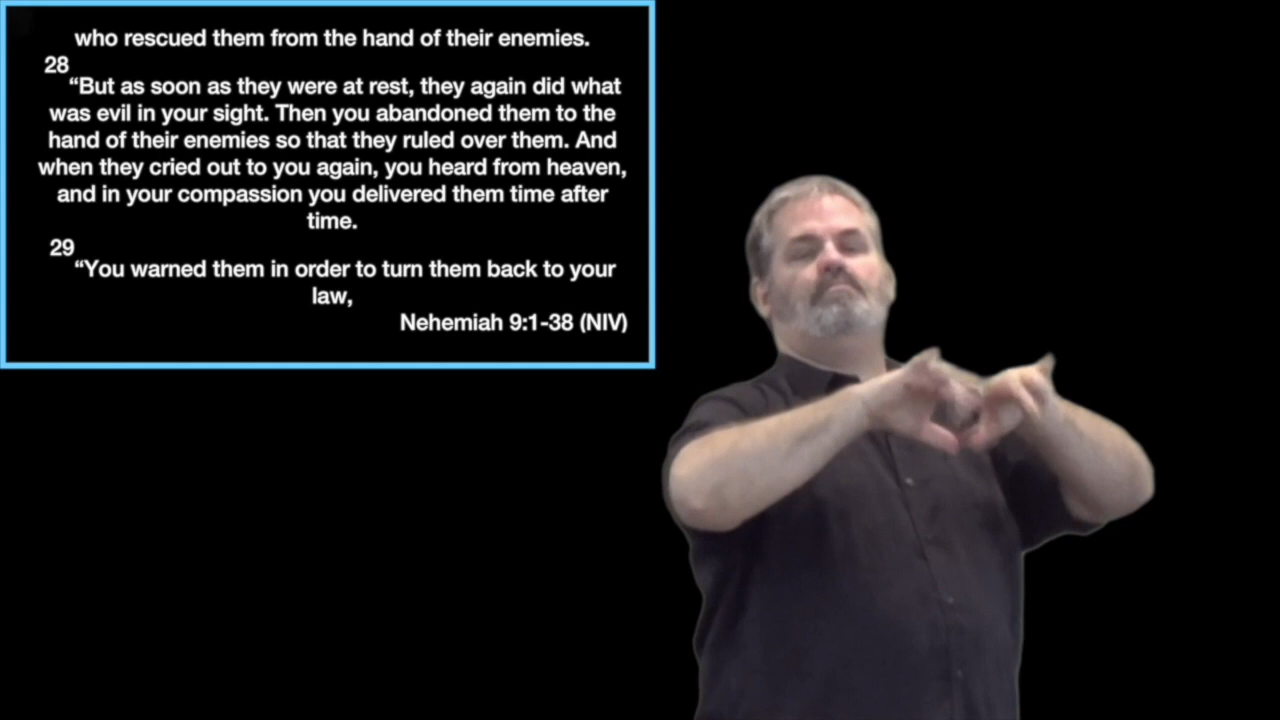 who rescued them from the hand of their enemies.
28
“But as soon as they were at rest, they again did what
was evil in your sight. Then you abandoned them to the
hand of their enemies so that they ruled over them. And
when they cried out to you again, you heard from heaven,
and in your compassion you delivered them time after
time.
29
“You warned them in order to turn them back to your
law,
Nehemiah 9:1-38 (NIV)